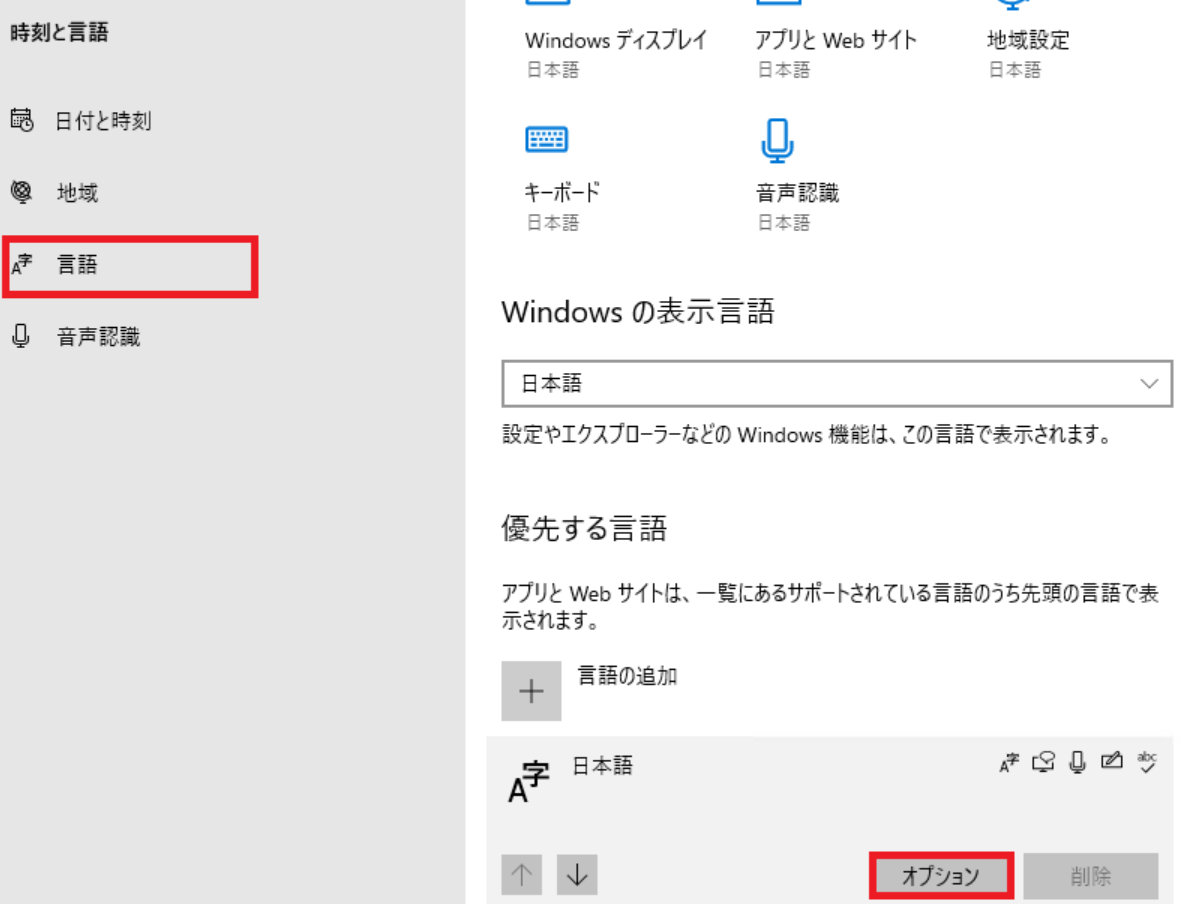 時刻と言語
日付と時刻
地域
言語
音声認識
Windows ディスプレイ
日本語
アプリと Web サイト
日本語
地域設定
日本語
キーボード
日本語
音声認識
日本語
Windows の表示言語
日本語
設定やエクスプローラーなどの Windows 機能は、この言語で表示されます。
優先する言語
アプリと Web サイトは、一覧にあるサポートされている言語のうち先頭の言語で表
示されます。
言語の追加
A字 日本語
A字 abc
オプション
削除